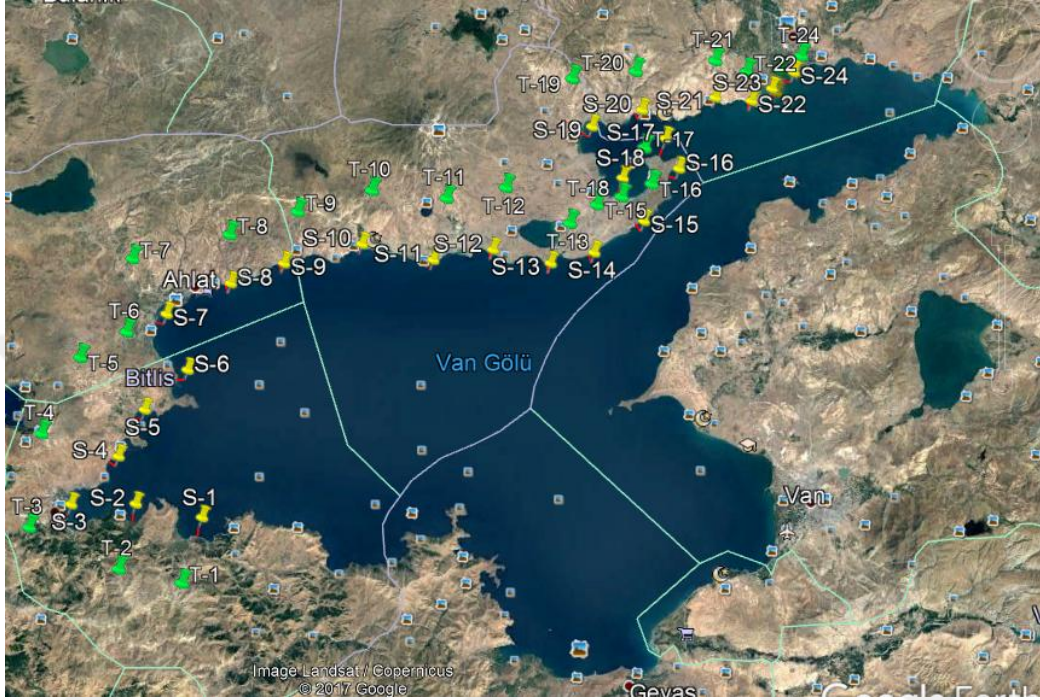 T-24
T-21
T-20
T-22
T-19
S-24
S-23
S-22
S-20
S-21
S-19
S-17
T-17
S-18
S-16
T-10
T-11
T-16
T-18
T-12
T-15
T-9
S-15
T-8
T-13
S-10
S-12
S-11
T-7
S-9
S-13
S-14
Ahlat
S-8
S-7
T-6
T-5
S-6
Van Gölü
Bitlis
T-4
S-5
S-4
S-2
S-1
Van
T-3
S-3
T-2
T-1
Image Landsat / Copernicus
© 2017 Google
Gevaş